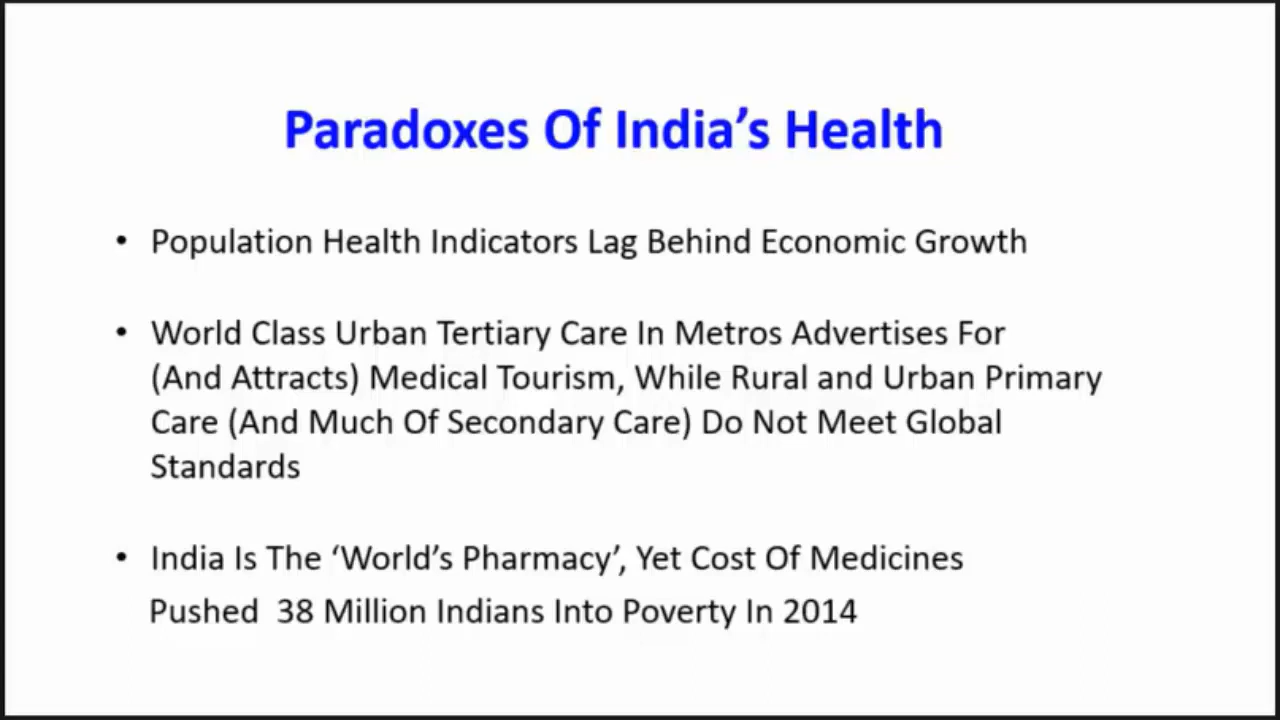 Paradoxes Of India’s Health
• Population Health Indicators Lag Behind Economic Growth
• World Class Urban Tertiary Care In Metros Advertises For
(And Attracts) Medical Tourism, While Rural and Urban Primary
Care (And Much Of Secondary Care) Do Not Meet Global
Standards
• India Is The ‘World’s Pharmacy’, Yet Cost Of Medicines
Pushed 38 Million Indians Into Poverty In 2014